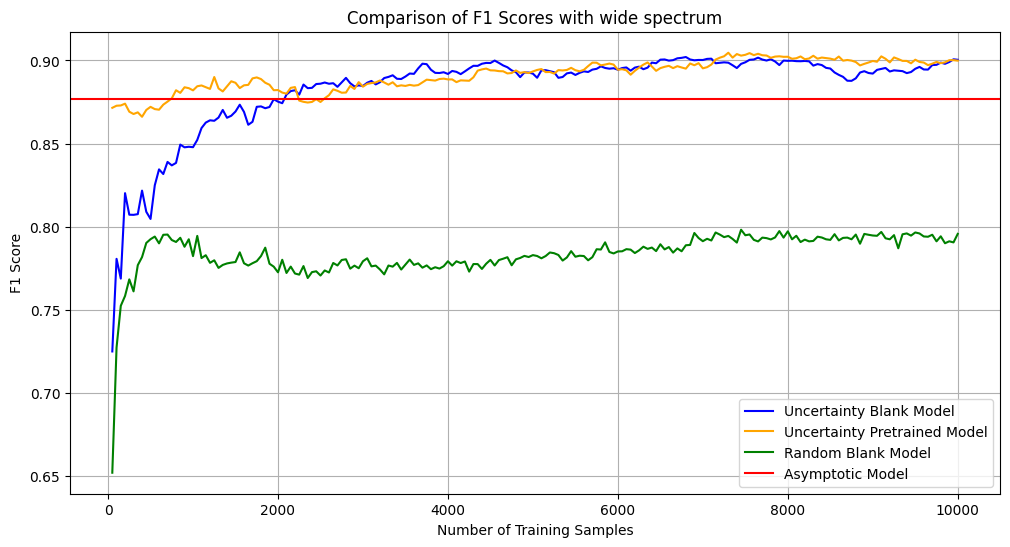 Comparison of F1 Scores with wide spectrum
F1 Score
0.90
0.85
0.80
0.75
0.70
0.65
0
2000
4000
6000
8000
10000
Number of Training Samples
Uncertainty Blank Model
Uncertainty Pretrained Model
Random Blank Model
Asymptotic Model